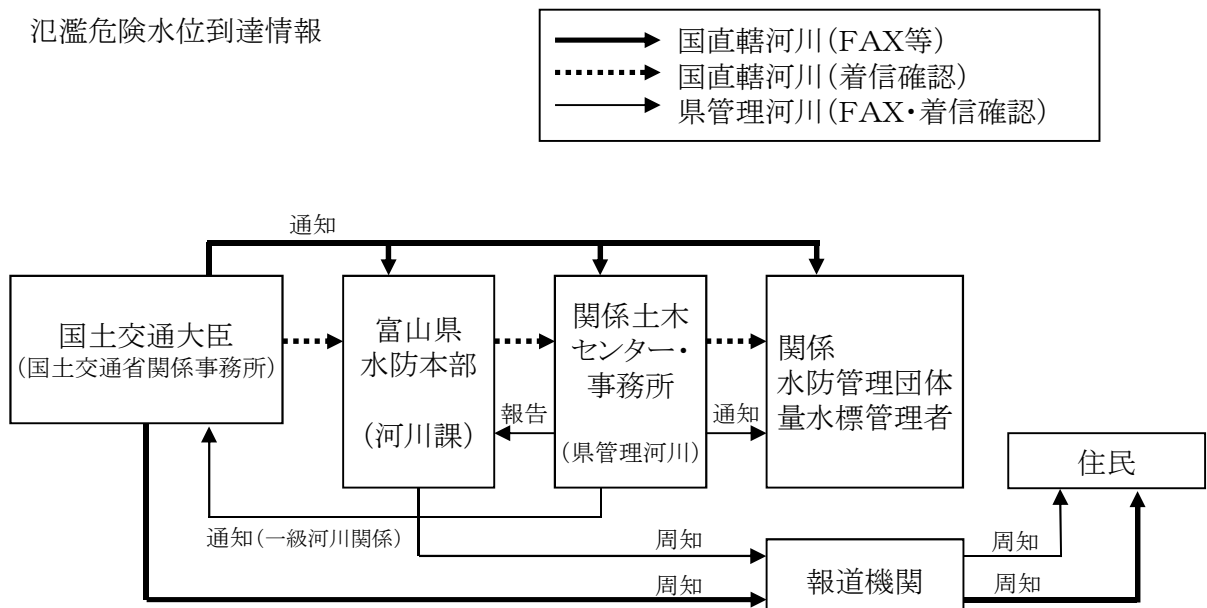 氾濫危険水位到達情報
国直轄河川(FAX等)
国直轄河川(着信確認)
県管理河川(FAX・着信確認)
通知
国土交通大臣
(国土交通省関係事務所)
富山県
水防本部
(河川課)
関係土木
センター・
事務所
(県管理河川)
関係
水防管理団体
量水標管理者
報告
通知
住民
通知(一級河川関係)
周知
周知
報道機関
周知
周知